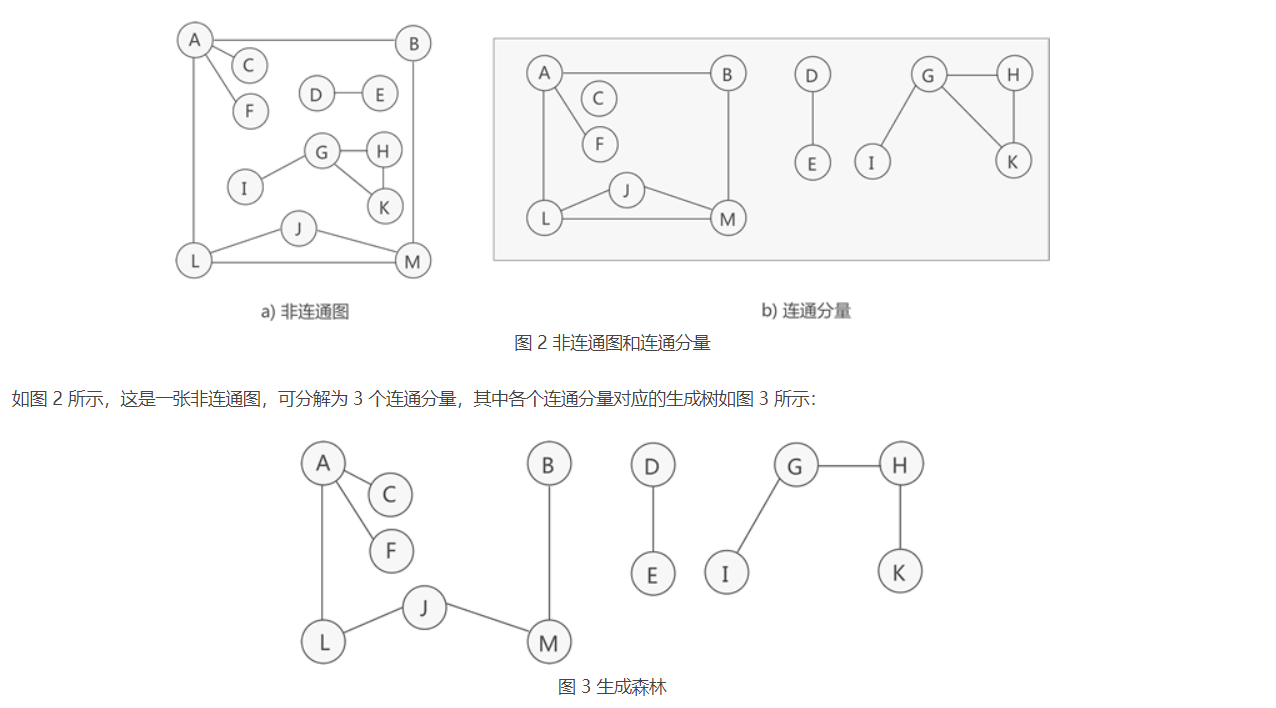 A B
C
D E
F
G H
I
K
J
L M
A B D G H
C
F
E I K
J
L M
a) 非连通图 b) 连通分量
图 2 非连通图和连通分量
如图 2 所示，这是一张非连通图，可分解为 3 个连通分量，其中各个连通分量对应的生成树如图 3 所示：
A B D G H
C
F
E I K
J
L M
图 3 生成森林